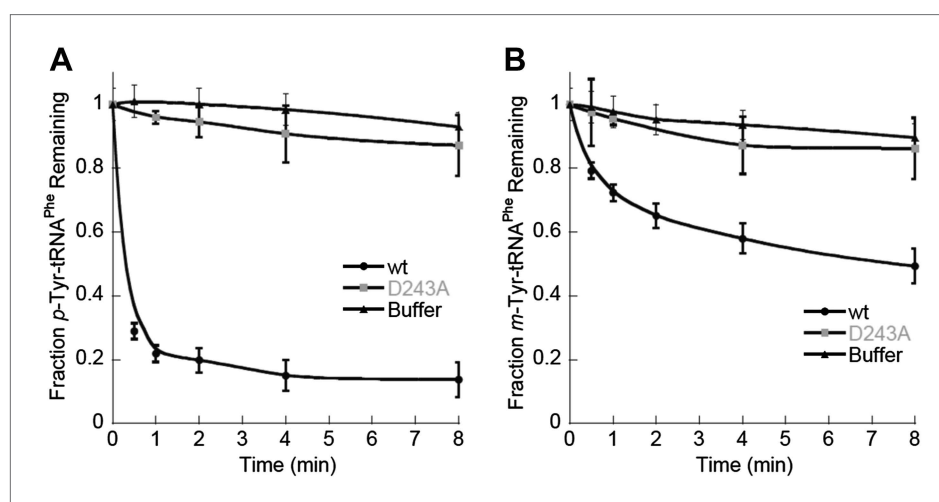 A
Fraction p-Tyr-tRNAPhe Remaining
1
0.8
0.6
0.4
0.2
0
0 1 2 3 4 5 6 7 8
Time (min)
wt
D243A
Buffer
B
Fraction m-Tyr-tRNAPhe Remaining
1
0.8
0.6
0.4
0.2
0
0 1 2 3 4 5 6 7 8
Time (min)
wt
D243A
Buffer